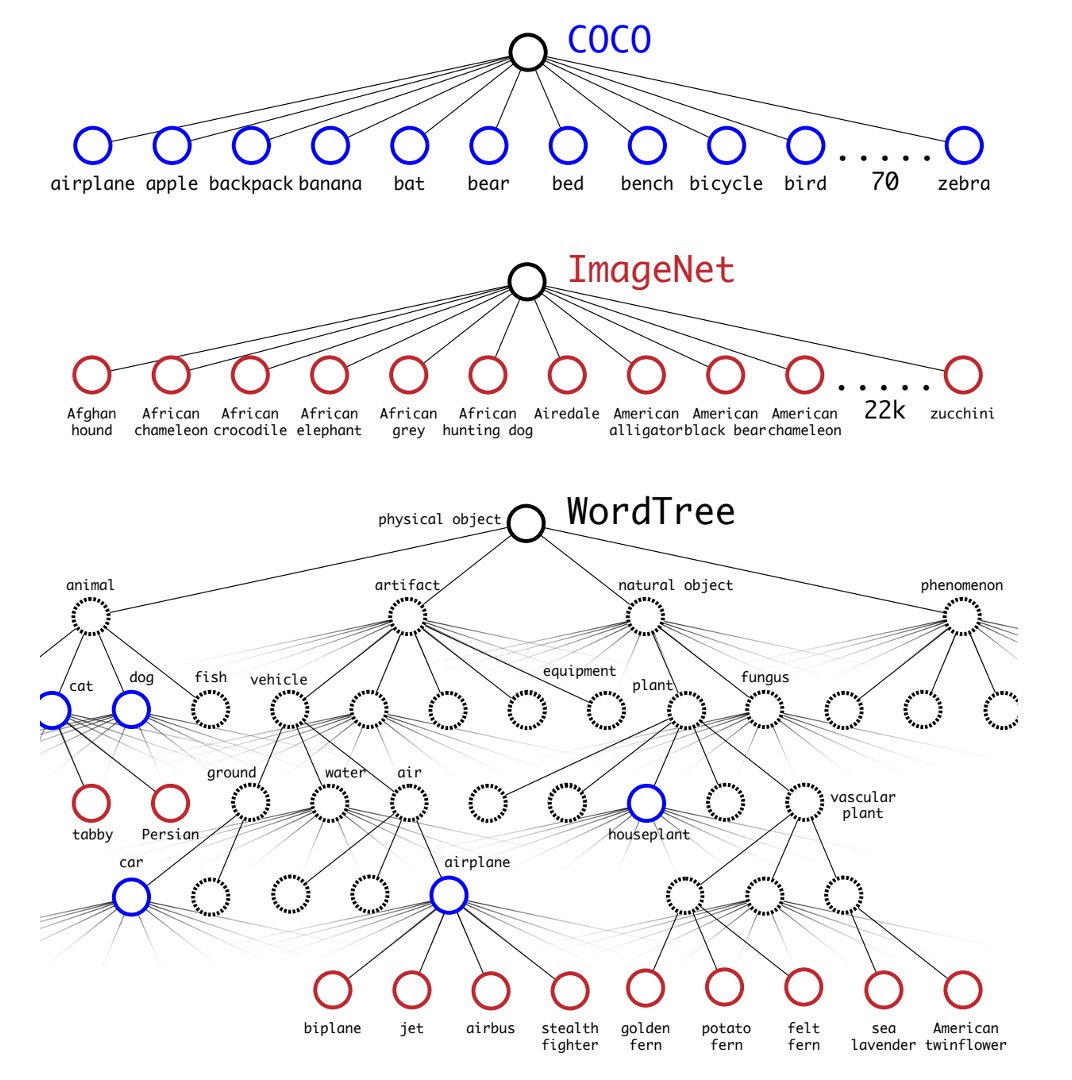 COCO
airplane apple backpack banana bat bear bed bench bicycle bird ..... zebra
70
ImageNet
Afghan hound
African chameleon
African crocodile
African elephant
African grey
African hunting dog
Airedale
American alligator
American black bear
American chameleon
.....
22k
zucchini
WordTree
physical object
animal artifact natural object phenomenon
cat dog fish vehicle equipment plant fungus
ground water air
tabby Persian houseplant vascular plant
car airplane
biplane jet airbus
stealth fighter
golden fern
potato fern
felt fern
sea lavender
American twinflower